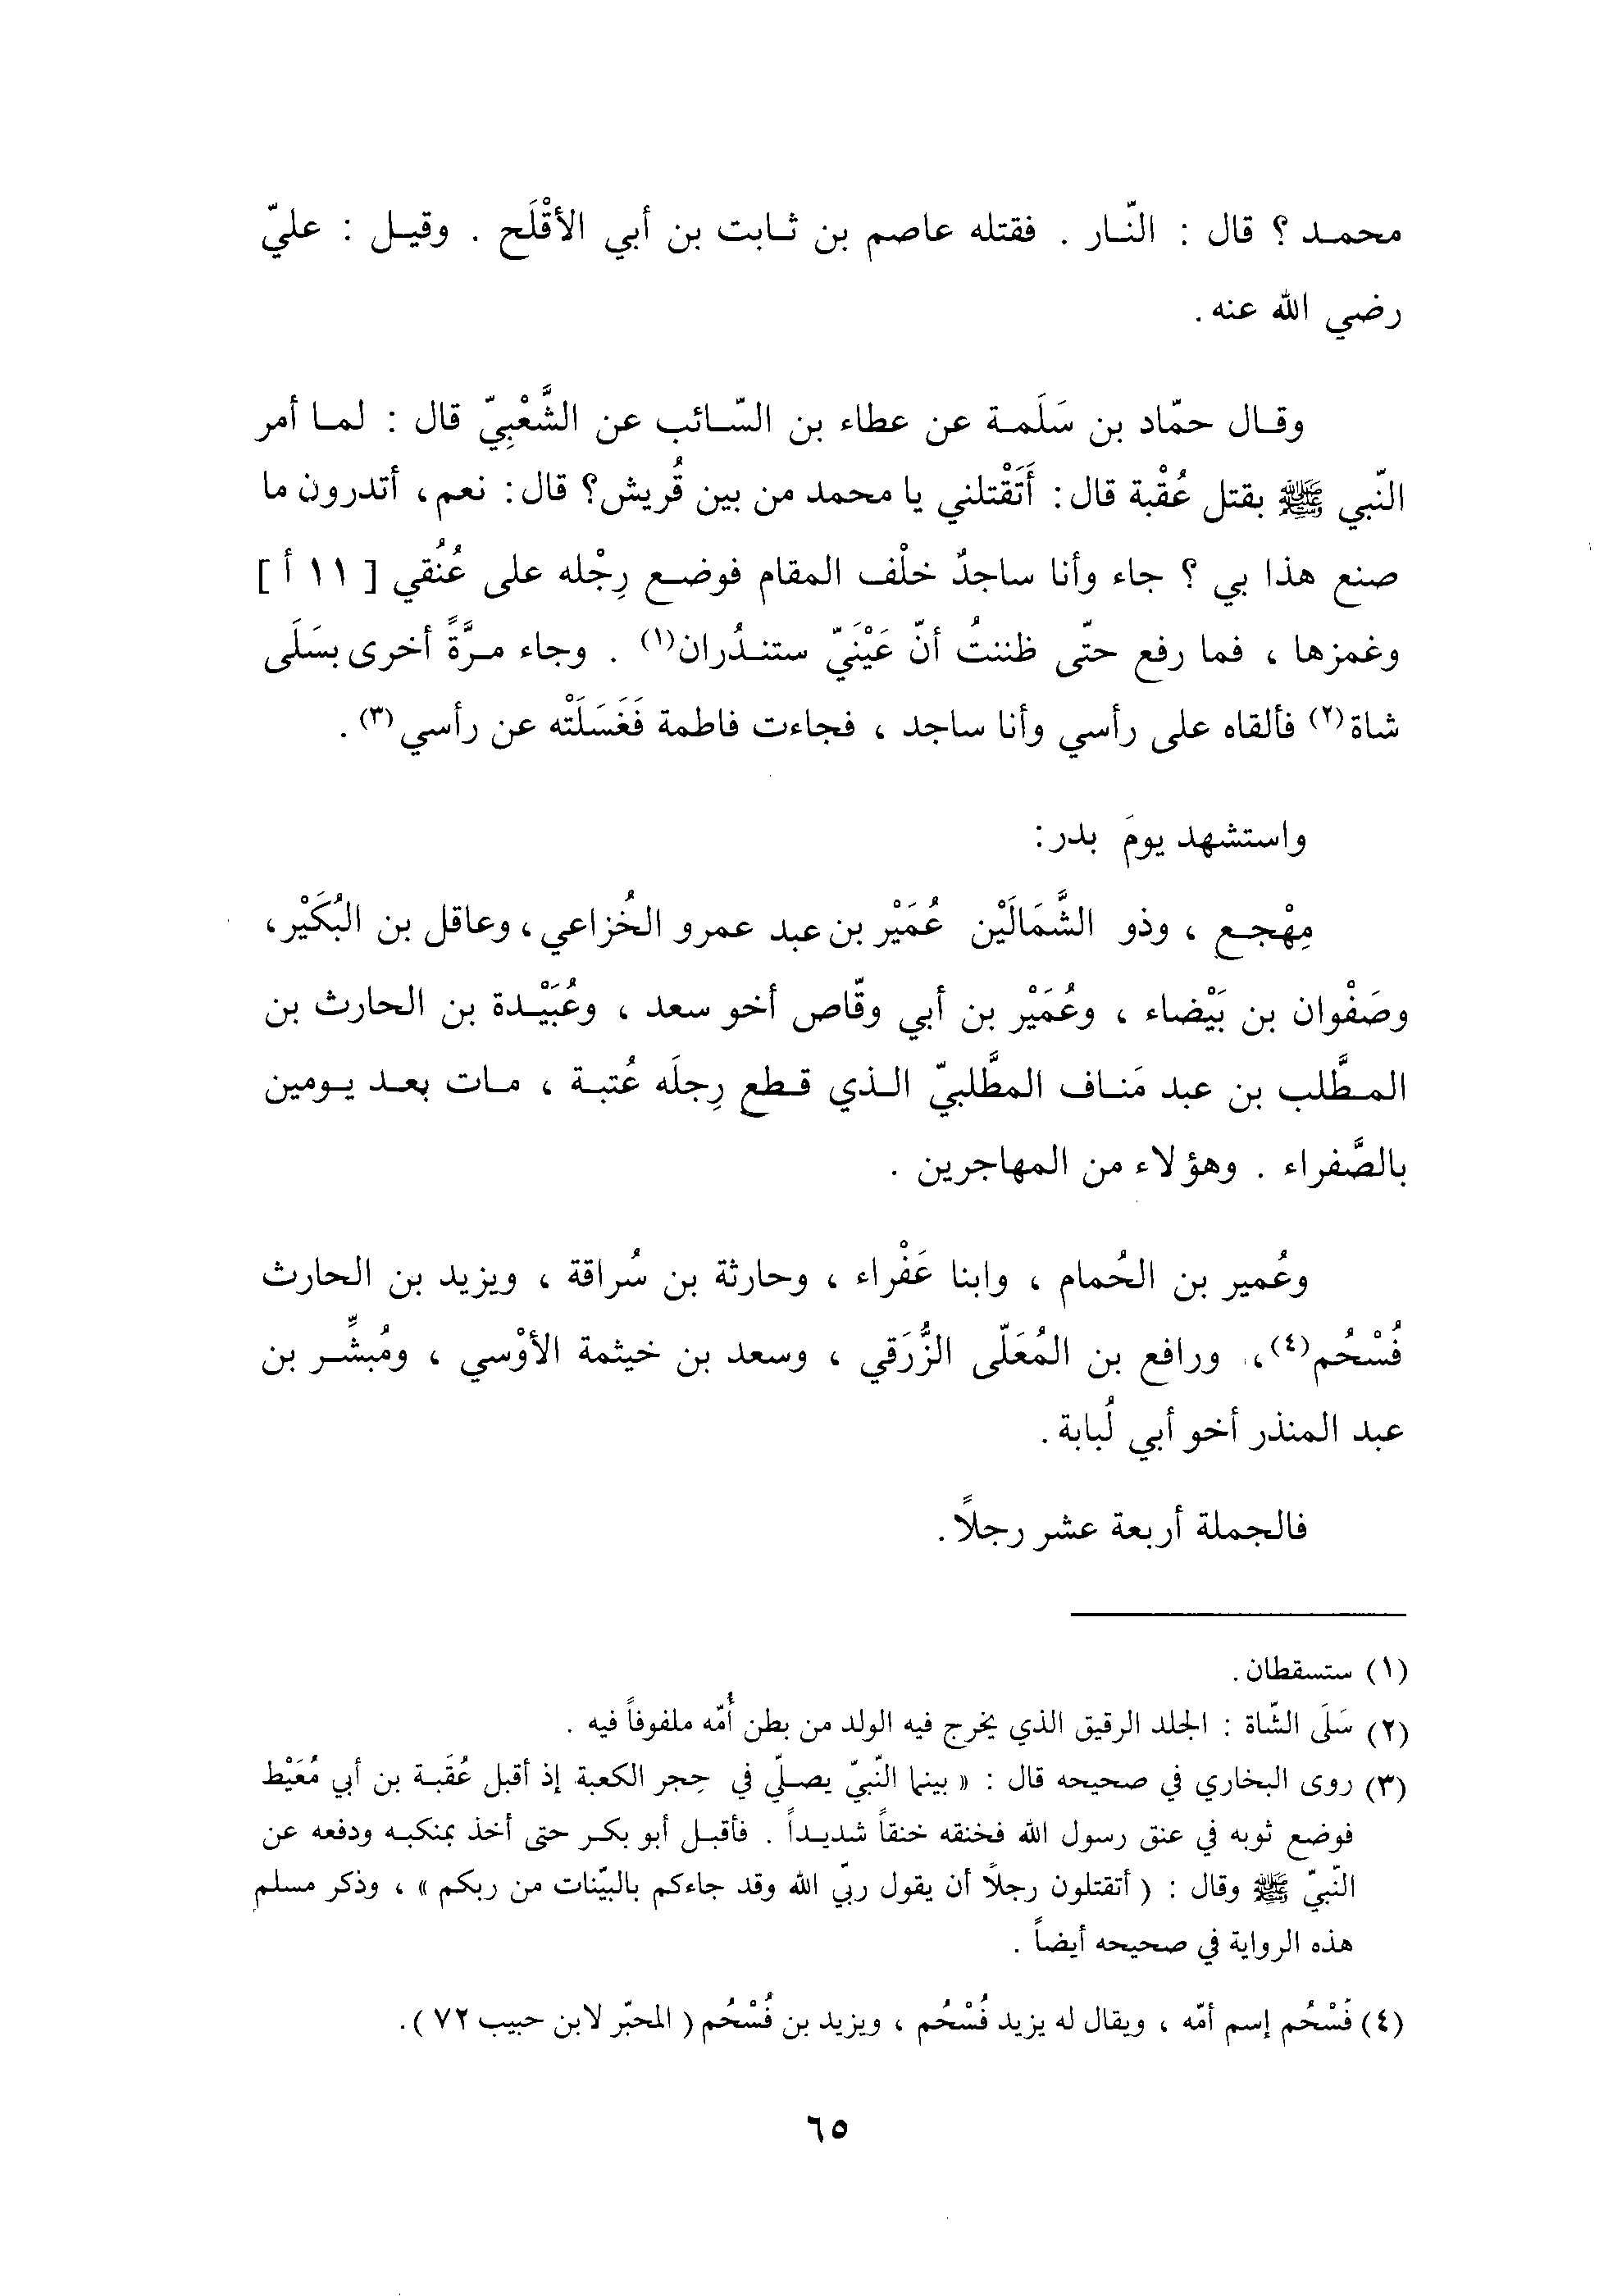 محمد ؟ قال : النّار . فقتله عاصم بن ثابت بن أبي الأقْلَح . وقيل : عليّ
رضي الله عنه .
وقال حمّاد بن سَلَمة عن عطاء بن السّائب عن الشَّعْبِيّ قال : لما أمر
النّبي ﷺ بقتل عُقْبة قال : أَتَقْتلني يا محمد من بين قُريش؟ قال : نعم، أتدرون ما
صنع هذا بي ؟ جاء وأنا ساجدٌ خلْف المقام فوضع رِجْله على عُنُقي [ ١١ أ ]
وغمزها ، فما رفع حتّى ظننتُ أنّ عَيْنَيّ ستندُران(١) . وجاء مرَّةً أخرى بسَلَى
شاة(٢) فألقاه على رأسي وأنا ساجد ، فجاءت فاطمة فَغَسَلَتْه عن رأسي(٣) .
واستشهد يومَ بدر :
مِهْجع ، وذو الشَّمَالَيْن عُمَيْر بن عبد عمرو الخُزاعي، وعاقل بن البُكَيْر،
وصَفْوان بن بَيْضاء ، وعُمَيْر بن أبي وقّاص أخو سعد ، وعُبَيْدة بن الحارث بن
المطَّلب بن عبد مَناف المطَّلبيّ الذي قطع رِجلَه عُتبة ، مات بعد يومين
بالصَّفراء . وهؤلاء من المهاجرين .
وعُمير بن الحُمام ، وابنا عَفْراء ، وحارثة بن سُراقة ، ويزيد بن الحارث
فُسْحُم(٤)، ورافع بن المُعَلّى الزُّرَقي ، وسعد بن خيثمة الأوْسي ، ومُبشِّر بن
عبد المنذر أخو أبي لُبابة .
فالجملة أربعة عشر رجلاً .
(١) ستسقطان .
(٢) سَلَى الشّاة : الجلد الرقيق الذي يخرج فيه الولد من بطن أُمّه ملفوفاً فيه .
(٣) روى البخاري في صحيحه قال : « بينما النّبيّ يصلّي في حِجر الكعبة إذ أقبل عُقَبة بن أبي مُعَيْط
فوضع ثوبه في عنق رسول الله فخنقه خنقاً شديداً . فأقبل أبو بكر حتى أخذ بمنكبه ودفعه عن
النّبيّ ﷺ وقال : ( أتقتلون رجلاً أن يقول ربّي الله وقد جاءكم بالبيّنات من ربكم » ، وذكر مسلم
هذه الرواية في صحيحه أيضاً .
(٤) فُسْحُم إسم أمّه ، ويقال له يزيد فُسْحُم ، ويزيد بن فُسْحُم ( المحبّر لابن حبيب ٧٢ ) .
٦٥